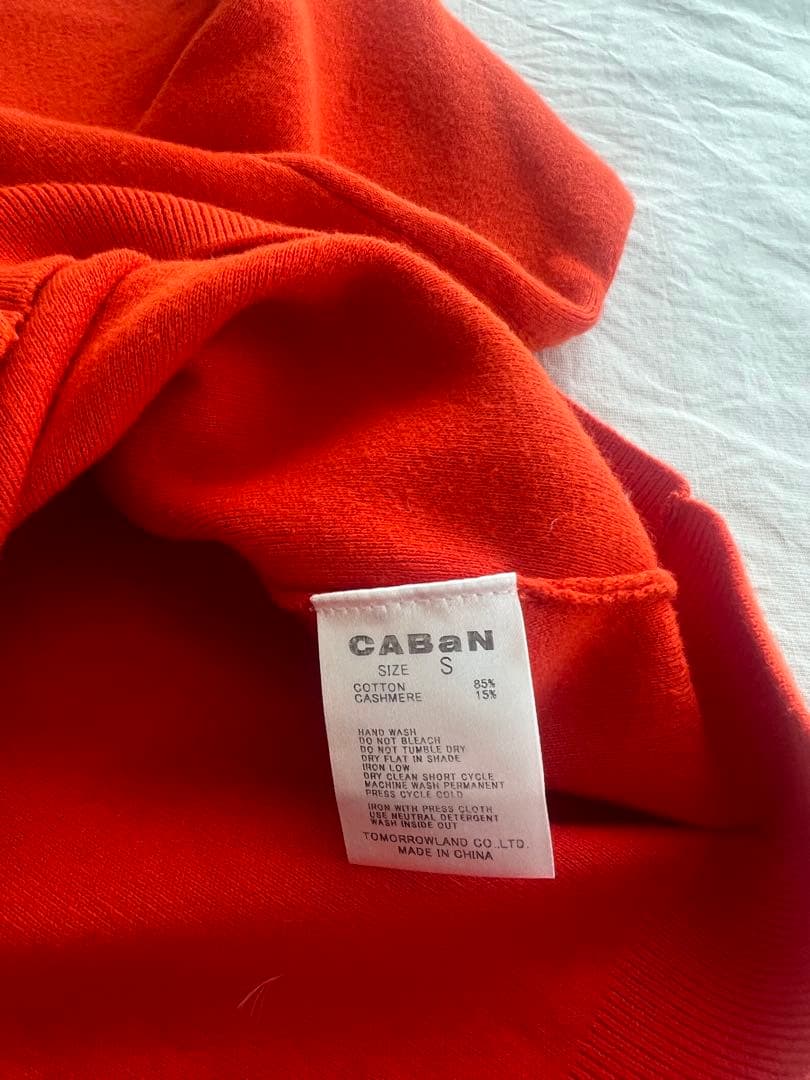 CABaN
SIZE S
COTTON 85%
CASHMERE 15%
HAND WASH
DO NOT BLEACH
DO NOT TUMBLE DRY
DRY FLAT IN SHADE
IRON LOW
DRY CLEAN SHORT CYCLE
MACHINE WASH PERMANENT
PRESS CYCLE COLD
IRON WITH PRESS CLOTH
USE NEUTRAL DETERGENT
WASH INSIDE OUT
TOMORROWLAND CO.,LTD.
MADE IN CHINA